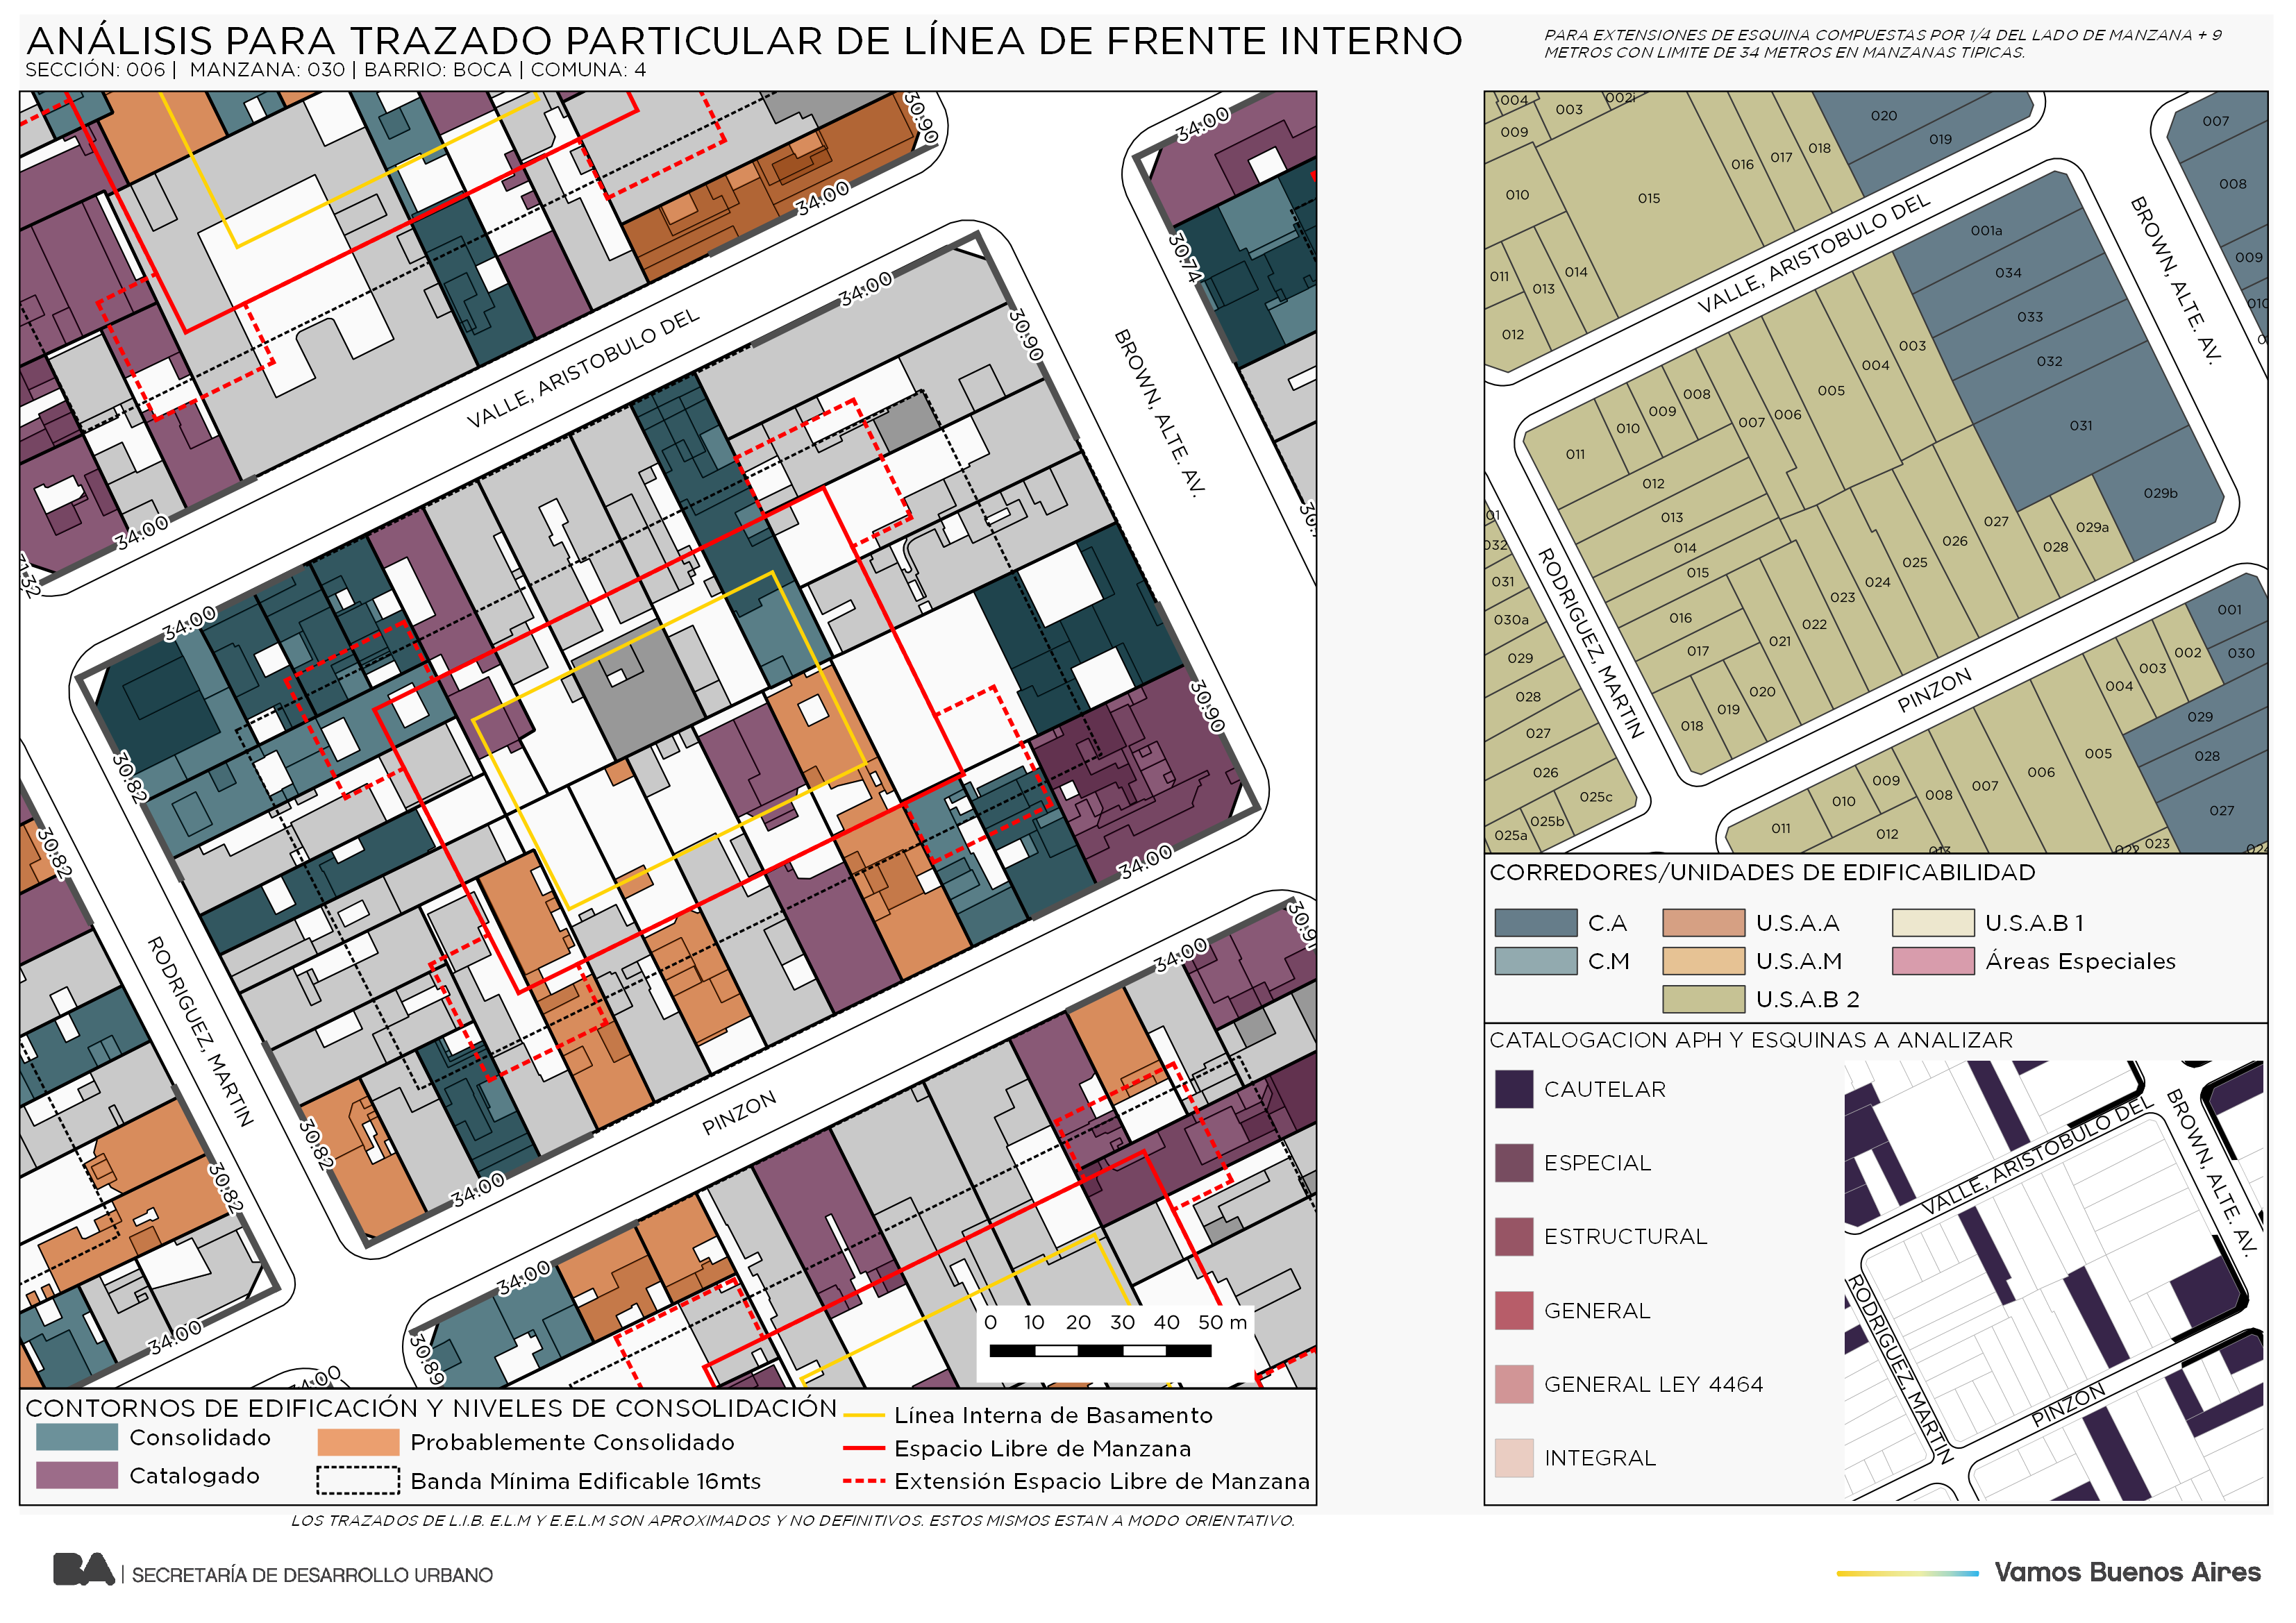 ANÁLISIS PARA TRAZADO PARTICULAR DE LÍNEA DE FRENTE INTERNO
SECCIÓN: 006 | MANZANA: 030 | BARRIO: BOCA | COMUNA: 4
PARA EXTENSIONES DE ESQUINA COMPUESTAS POR 1/4 DEL LADO DE MANZANA + 9
METROS CON LIMITE DE 34 METROS EN MANZANAS TIPICAS.
30.90
34.00
34.00
30.74
34.00
30.90
VALLE, ARISTOBULO DEL
BROWN, ALTE. AV.
34.00
34.00
30.82
30.82
30.90
34.00
RODRIGUEZ, MARTIN
30.82
30.82
34.00
PINZON
34.00
34.00
34.00
34.00
30.89
0 10 20 30 40 50 m
CONTORNOS DE EDIFICACIÓN Y NIVELES DE CONSOLIDACIÓN
Consolidado
Catalogado
Probablemente Consolidado
Banda Mínima Edificable 16mts
Línea Interna de Basamento
Espacio Libre de Manzana
Extensión Espacio Libre de Manzana
LOS TRAZADOS DE L.I.B. E.L.M Y E.E.L.M SON APROXIMADOS Y NO DEFINITIVOS. ESTOS MISMOS ESTAN A MODO ORIENTATIVO.
004 003 002i 020 019 007
009 016 017 018 008
010 015
011 013 014 012
009
VALLE, ARISTOBULO DEL
BROWN, ALTE. AV.
001a
034
033
032
031
029b
003
004
005
006
007
008
009
010
011
012
013
014
015
016
017
018
019
020
021
022
023
024
025
026
027
028
029a
RODRIGUEZ, MARTIN
PINZON
032
031
030a
029
028
027
026
025c
025b
025a
001
030
002
003
004
029
028
027
005
006
007
008
009
010
011
012
023
CORREDORES/UNIDADES DE EDIFICABILIDAD
C.A
C.M
U.S.A.A
U.S.A.M
U.S.A.B 2
U.S.A.B 1
Áreas Especiales
CATALOGACION APH Y ESQUINAS A ANALIZAR
CAUTELAR
ESPECIAL
ESTRUCTURAL
GENERAL
GENERAL LEY 4464
INTEGRAL
VALLE, ARISTOBULO DEL
BROWN, ALTE. AV.
RODRIGUEZ, MARTIN
PINZON
BA | SECRETARÍA DE DESARROLLO URBANO
Vamos Buenos Aires